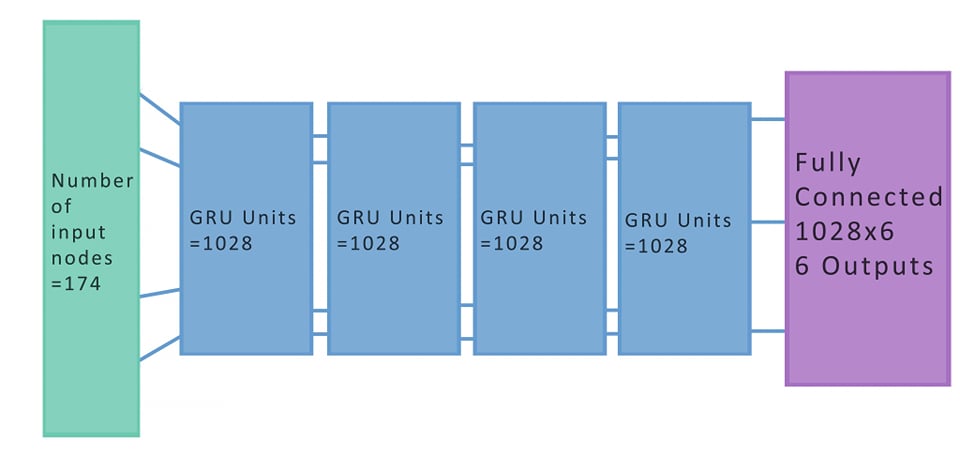 Number
of
input
nodes
=174
GRU Units
=1028
GRU Units
=1028
GRU Units
=1028
GRU Units
=1028
Fully
Connected
1028x6
6 Outputs